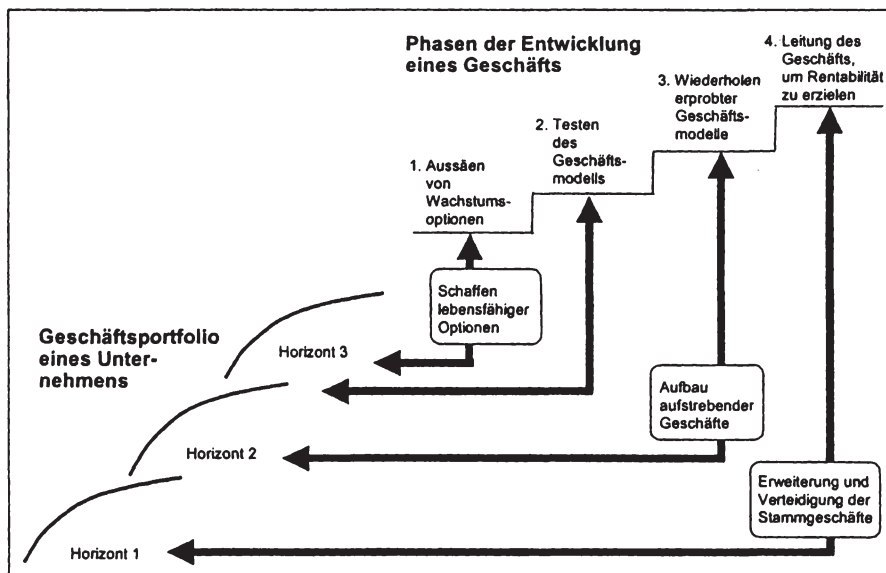 Phasen der Entwicklung
eines Geschäfts
4. Leitung des
Geschäfts,
um Rentabilität
zu erzielen
3. Wiederholen
erprobter
Geschäfts-
modelle
2. Testen
des
Geschäfts-
modells
1. Aussäen
von
Wachstums-
optionen
Schaffen
lebensfähiger
Optionen
Geschäftsportfolio
eines Unter-
nehmens
Horizont 3
Aufbau
aufstrebender
Geschäfte
Horizont 2
Erweiterung und
Verteidigung der
Stammgeschäfte
Horizont 1